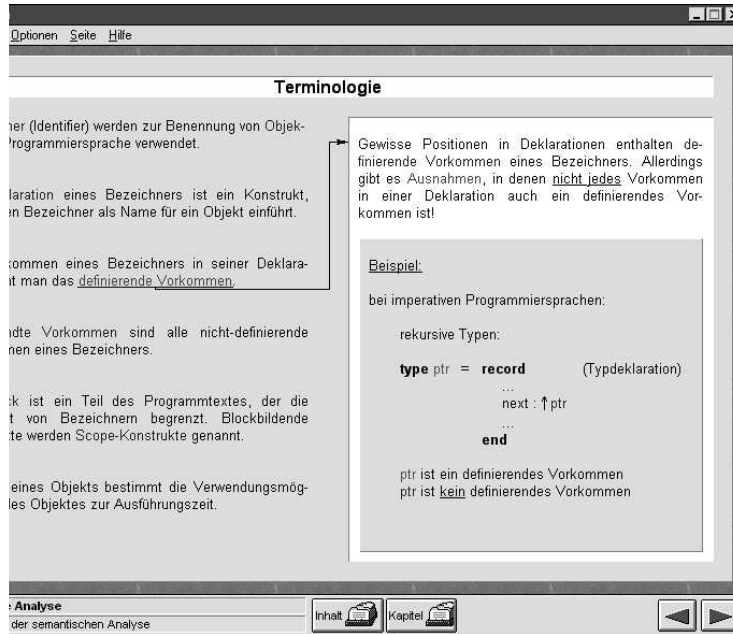 Optionen Seite Hilfe
Terminologie
ner (Identifier) werden zur Benennung von Objek-
Programmiersprache verwendet.
laration eines Bezeichners ist ein Konstrukt,
en Bezeichner als Name für ein Objekt einführt.
kommen eines Bezeichners in seiner Deklara-
nt man das definierende Vorkommen.
ndte Vorkommen sind alle nicht-definierende
men eines Bezeichners.
ck ist ein Teil des Programmtextes, der die
t von Bezeichnern begrenzt. Blockbildende
kte werden Scope-Konstrukte genannt.
eines Objekts bestimmt die Verwendungsmög-
des Objektes zur Ausführungszeit.
Gewisse Positionen in Deklarationen enthalten de-
finierende Vorkommen eines Bezeichners. Allerdings
gibt es Ausnahmen, in denen nicht jedes Vorkommen
in einer Deklaration auch ein definierendes Vor-
kommen ist!
Beispiel:
bei imperativen Programmiersprachen:
rekursive Typen:
type ptr = record (Typdeklaration)
...
next : ↑ptr
...
end
ptr ist ein definierendes Vorkommen
ptr ist kein definierendes Vorkommen
Analyse
der semantischen Analyse
Inhalt Kapitel